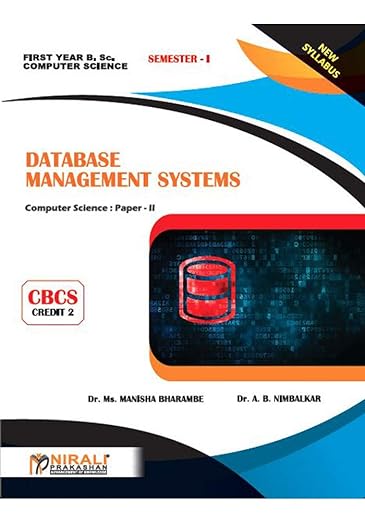 FIRST YEAR B. Sc.
COMPUTER SCIENCE
SEMESTER - I
NEW
SYLLABUS
DATABASE
MANAGEMENT SYSTEMS
Computer Science : Paper - II
CBCS
CREDIT 2
Dr. Ms. MANISHA BHARAMBE
Dr. A. B. NIMBALKAR
NIRALI
PRAKASHAN